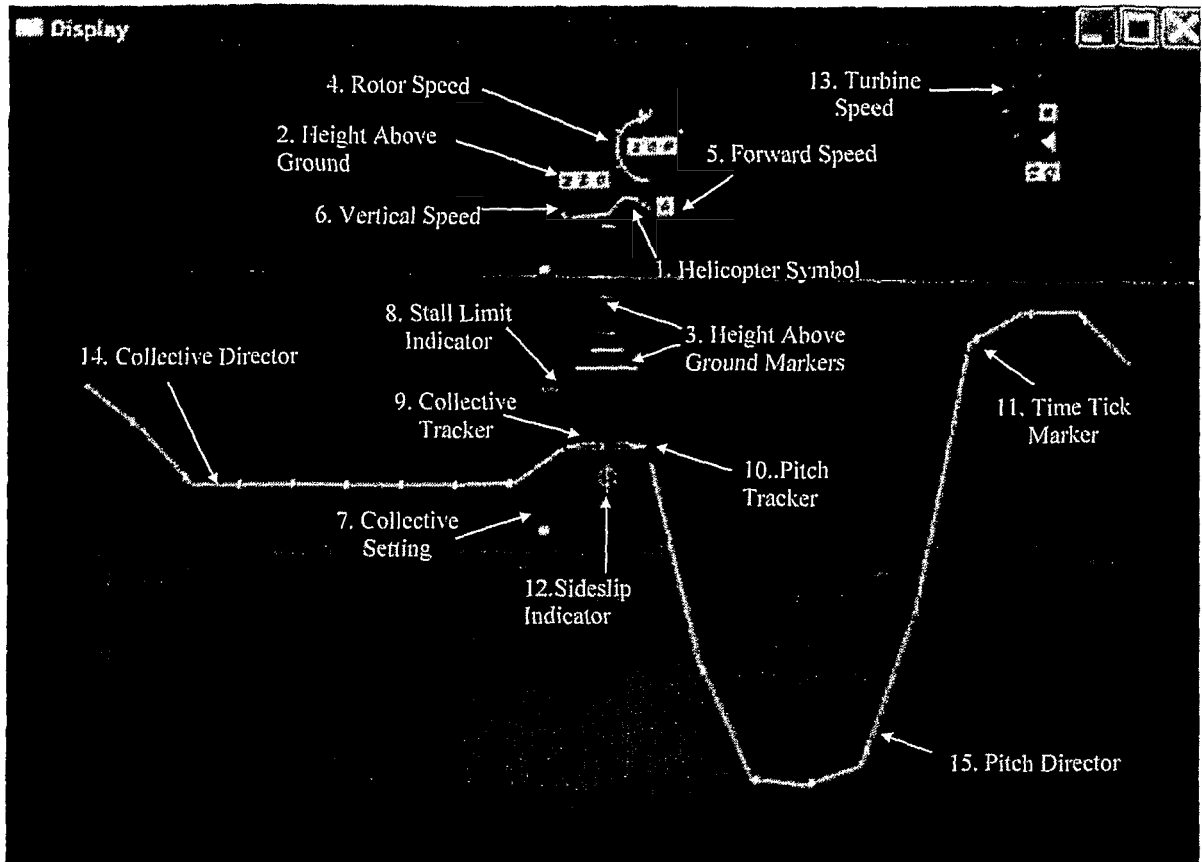 Display
4. Rotor Speed
13. Turbine
Speed
2. Height Above
Ground
5. Forward Speed
6. Vertical Speed
1. Helicopter Symbol
8. Stall Limit
Indicator
3. Height Above
Ground Markers
14. Collective Director
9. Collective
Tracker
11. Time Tick
Marker
10..Pitch
Tracker
7. Collective
Setting
12.Sideslip
Indicator
15. Pitch Director